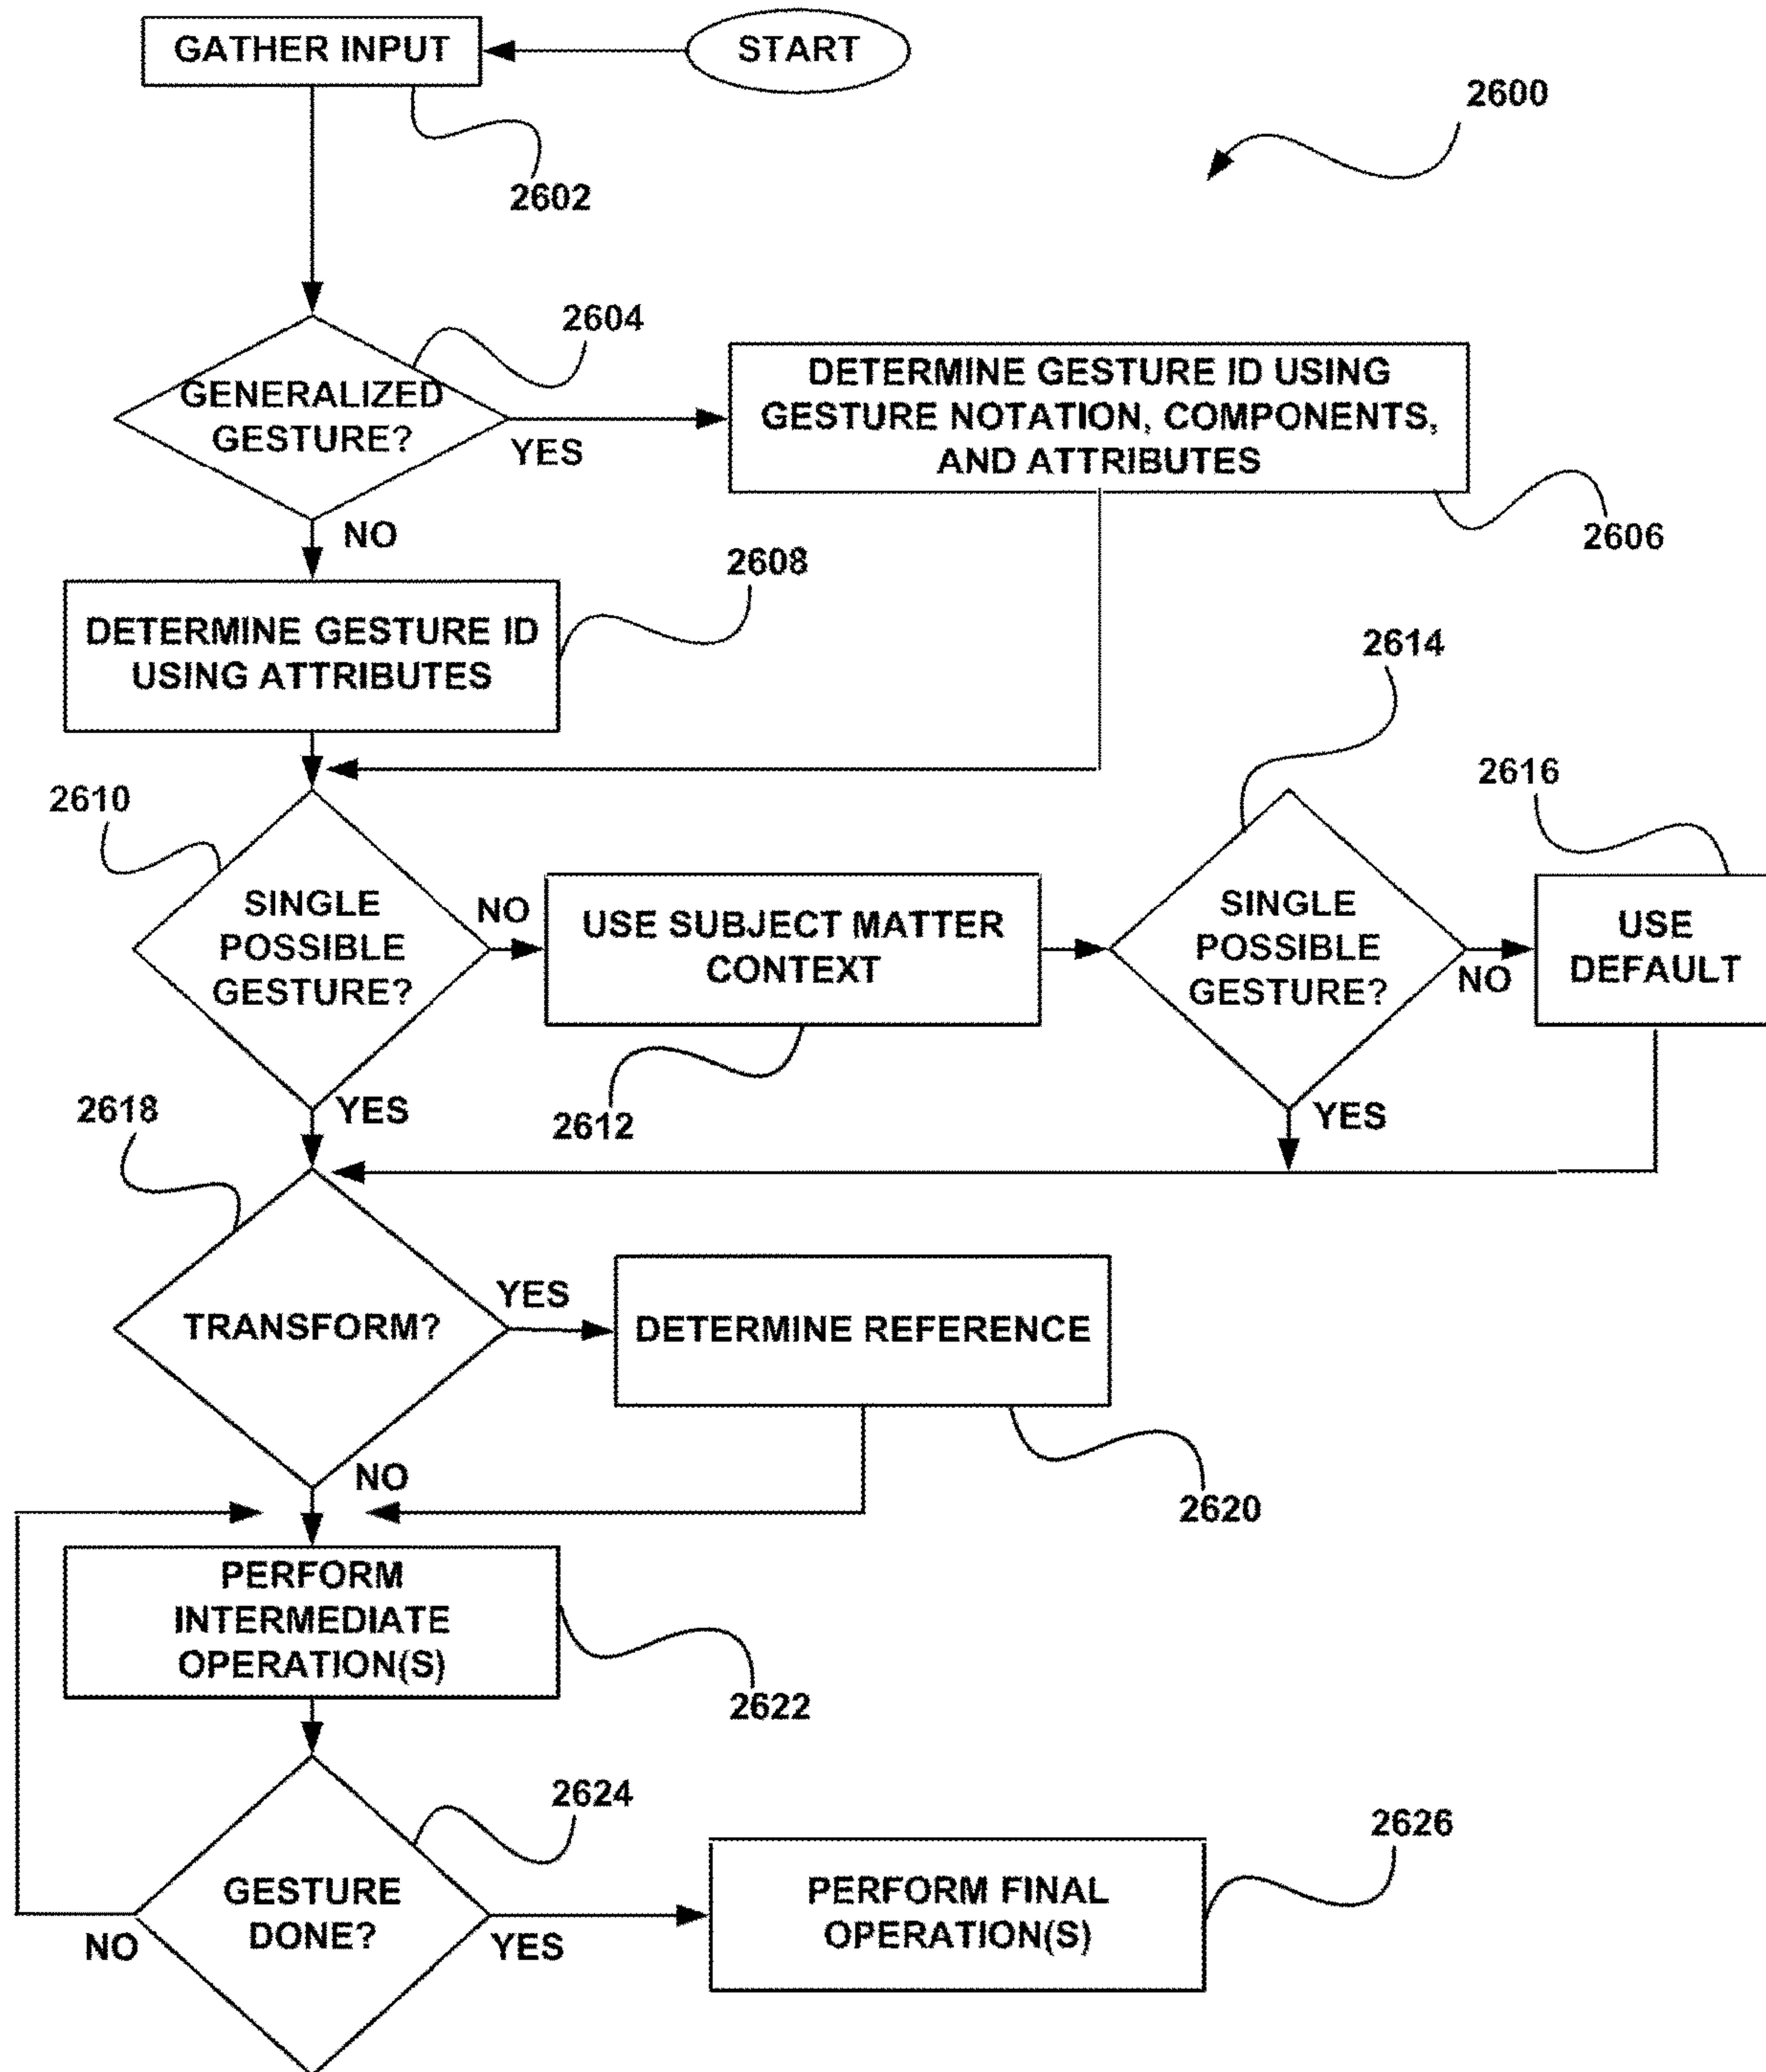 GATHER INPUT
START
2600
2602
2604
GENERALIZED
GESTURE?
YES
DETERMINE GESTURE ID USING
GESTURE NOTATION, COMPONENTS,
AND ATTRIBUTES
2606
NO
2608
DETERMINE GESTURE ID
USING ATTRIBUTES
2614
2610
2616
SINGLE
POSSIBLE
GESTURE?
NO
USE SUBJECT MATTER
CONTEXT
SINGLE
POSSIBLE
GESTURE?
NO
USE
DEFAULT
2618
YES
2612
YES
TRANSFORM?
YES
DETERMINE REFERENCE
NO
2620
PERFORM
INTERMEDIATE
OPERATION(S)
2622
2624
2626
GESTURE
DONE?
NO
YES
PERFORM FINAL
OPERATION(S)